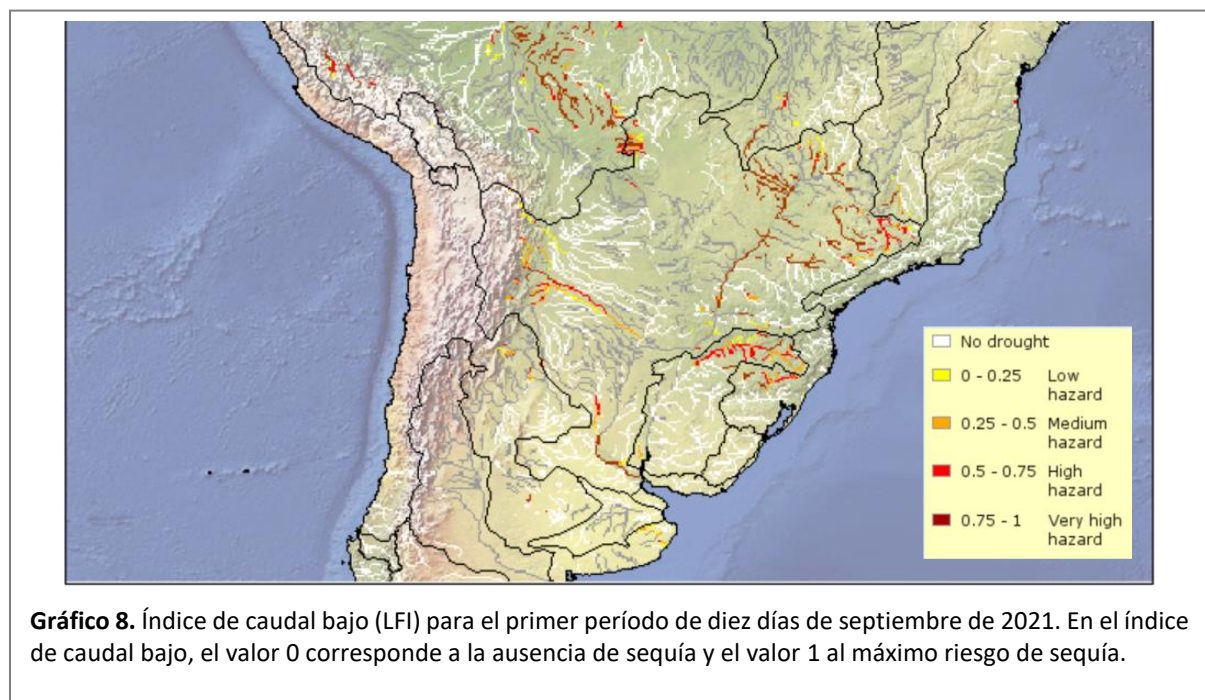 No drought
0 - 0.25 Low
hazard
0.25 - 0.5 Medium
hazard
0.5 - 0.75 High
hazard
0.75 - 1 Very high
hazard
Gráfico 8. Índice de caudal bajo (LFI) para el primer período de diez días de septiembre de 2021. En el índice
de caudal bajo, el valor 0 corresponde a la ausencia de sequía y el valor 1 al máximo riesgo de sequía.